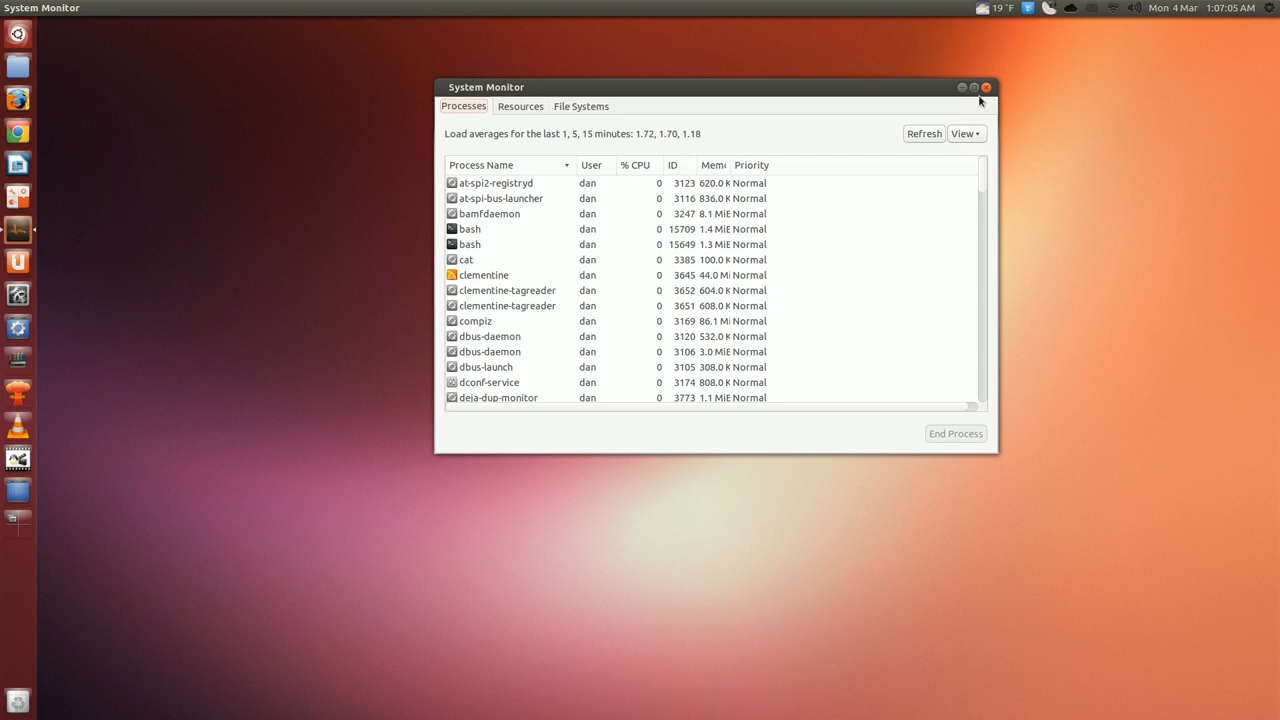 System Monitor 19 °F Mon 4 Mar 1:07:05 AM
System Monitor
Processes Resources File Systems
Load averages for the last 1, 5, 15 minutes: 1.72, 1.70, 1.18 Refresh View
Process Name User % CPU ID Memo Priority
at-spi2-registryd dan 0 3123 620.0 K Normal
at-spi-bus-launcher dan 0 3116 836.0 K Normal
bamfdaemon dan 0 3247 8.1 MiB Normal
bash dan 0 15709 1.4 MiB Normal
bash dan 0 15649 1.3 MiB Normal
cat dan 0 3385 100.0 K Normal
clementine dan 0 3645 44.0 Mi Normal
clementine-tagreader dan 0 3652 604.0 K Normal
clementine-tagreader dan 0 3651 608.0 K Normal
compiz dan 0 3169 86.1 Mi Normal
dbus-daemon dan 0 3120 532.0 K Normal
dbus-daemon dan 0 3106 3.0 MiB Normal
dbus-launch dan 0 3105 308.0 K Normal
dconf-service dan 0 3174 808.0 K Normal
deja-dup-monitor dan 0 3773 1.1 MiB Normal
End Process